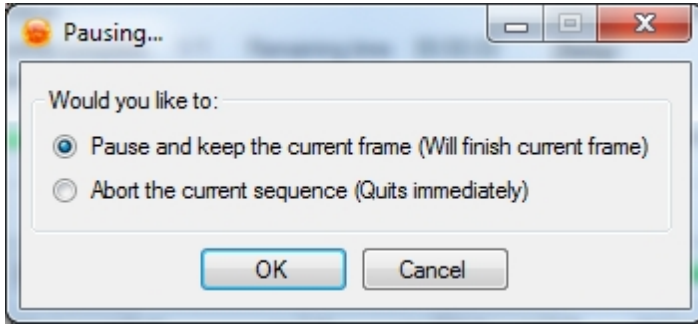 Pausing...
Would you like to:
Pause and keep the current frame (Will finish current frame)
Abort the current sequence (Quits immediately)
OK Cancel